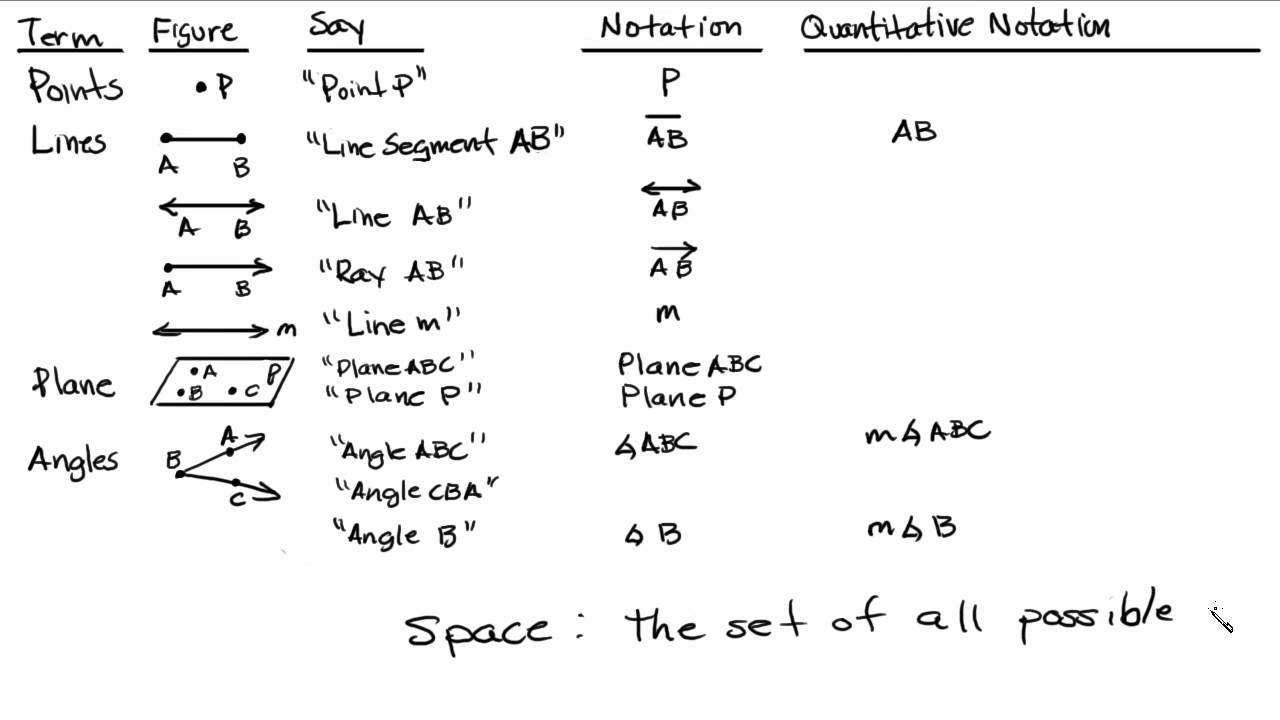 Term Figure Say Notation Quantitative Notation
Points P "Point P" P
Lines A B "Line Segment AB" AB AB
A B "Line AB" AB
A B "Ray AB" AB
m "Line m" m
Plane A B C P "Plane ABC" Plane ABC
"Plane P" Plane P
Angles A B C "Angle ABC" ∡ABC m∡ABC
"Angle CBA"
"Angle B" ∡B m∡B
Space: the set of all possible